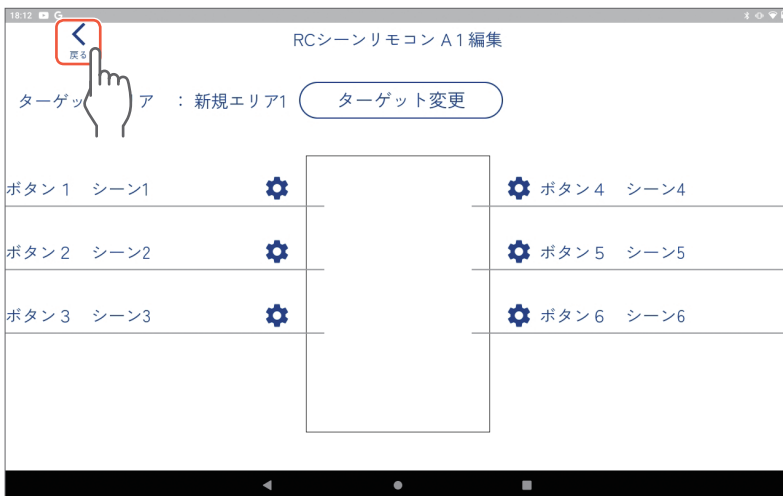 18:12 G
戻る
RCシーンリモコン A1編集
ターゲッ ア : 新規エリア1 ターゲット変更
ボタン1 シーン1
ボタン4 シーン4
ボタン2 シーン2
ボタン5 シーン5
ボタン3 シーン3
ボタン6 シーン6